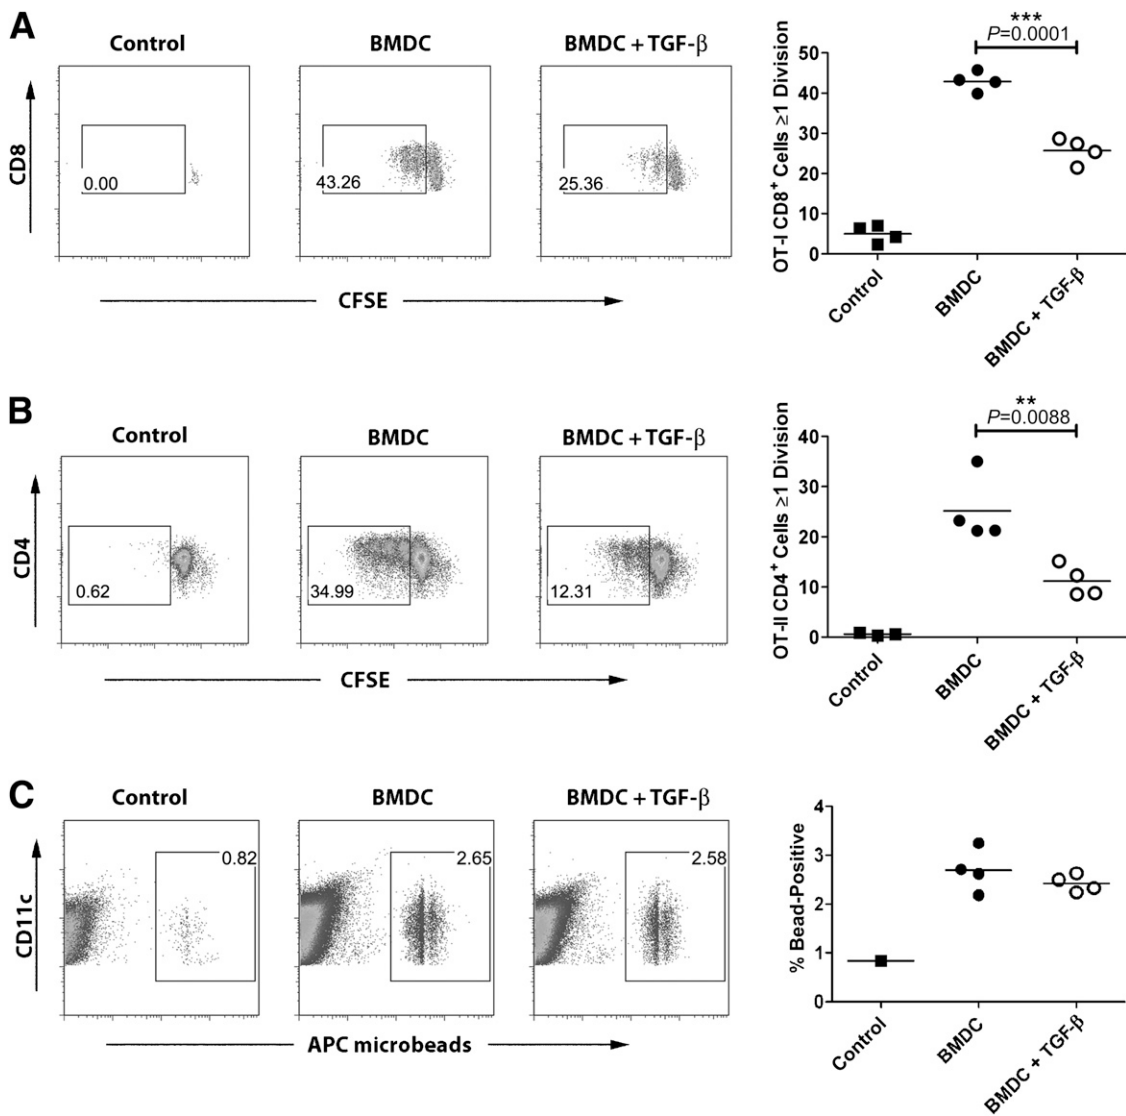 A
Control
BMDC
BMDC + TGF-β
CD8
0.00
43.26
25.36
CFSE
***
P=0.0001
OT-I CD8+ Cells ≥1 Division
50
40
30
20
10
0
Control
BMDC
BMDC + TGF-β
B
Control
BMDC
BMDC + TGF-β
CD4
0.62
34.99
12.31
CFSE
**
P=0.0088
OT-II CD4+ Cells ≥1 Division
40
30
20
10
0
Control
BMDC
BMDC + TGF-β
C
Control
BMDC
BMDC + TGF-β
CD11c
0.82
2.65
2.58
APC microbeads
% Bead-Positive
4
3
2
1
0
Control
BMDC
BMDC + TGF-β